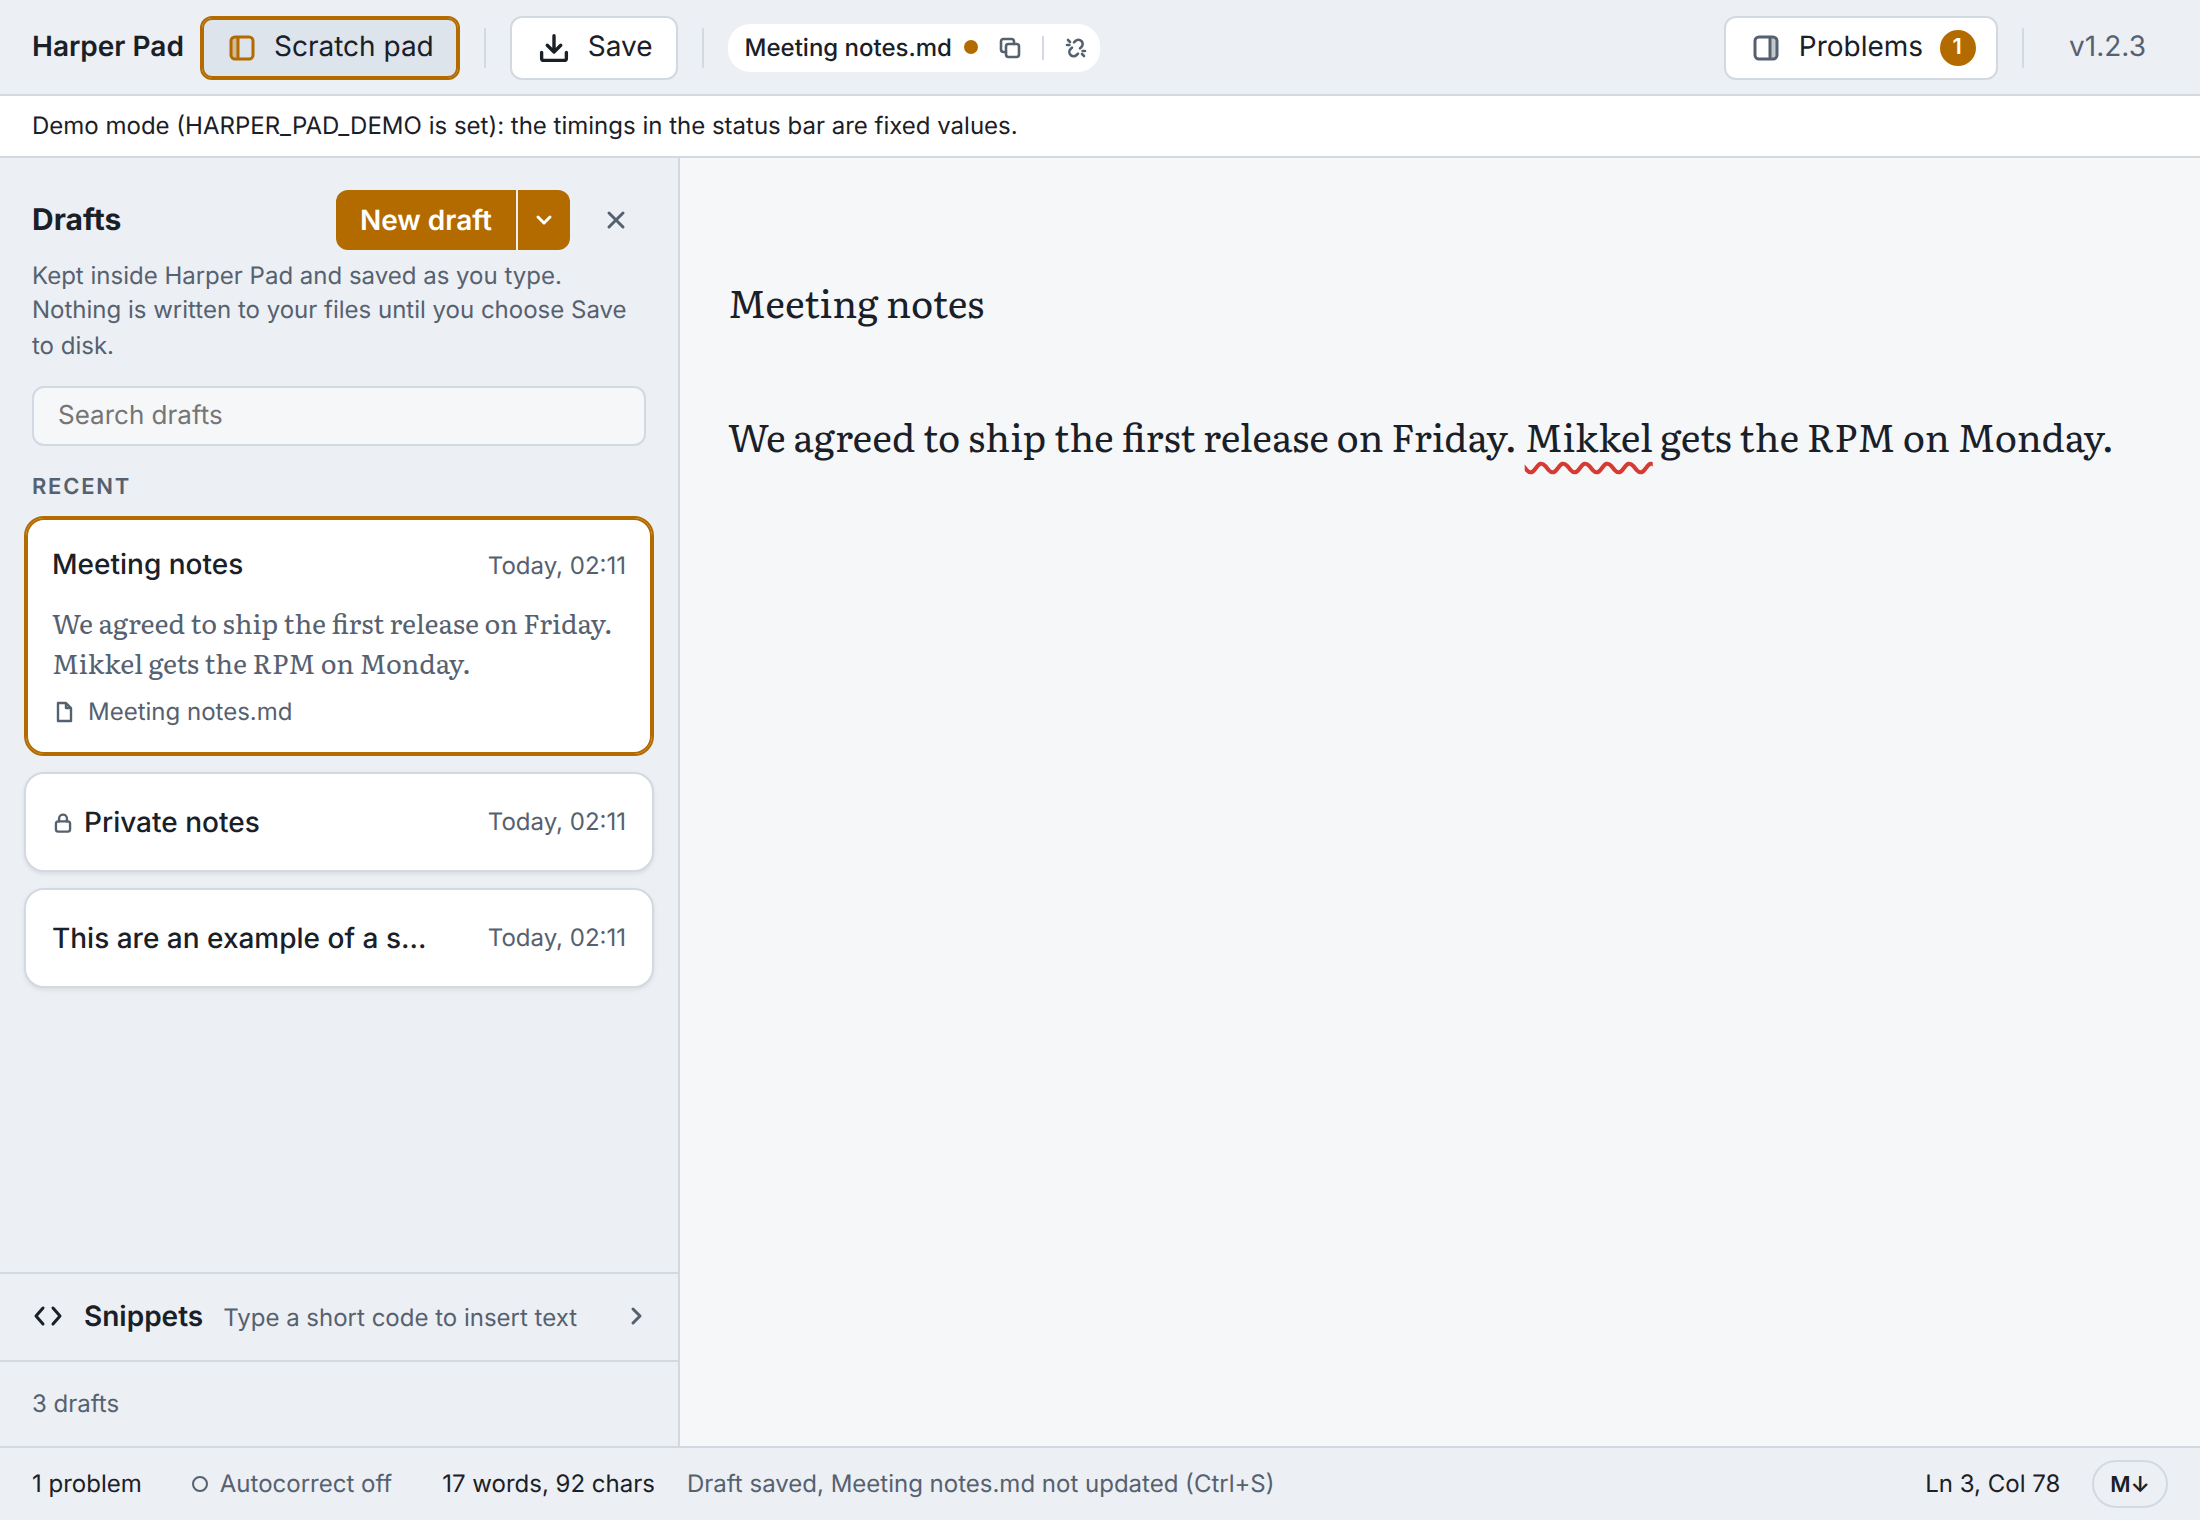 Harper Pad Scratch pad Save Meeting notes.md Problems 1 v1.2.3
Demo mode (HARPER_PAD_DEMO is set): the timings in the status bar are fixed values.
Drafts New draft
Kept inside Harper Pad and saved as you type.
Nothing is written to your files until you choose Save
to disk.
Search drafts
RECENT
Meeting notes Today, 02:11
We agreed to ship the first release on Friday.
Mikkel gets the RPM on Monday.
Meeting notes.md
Private notes Today, 02:11
This are an example of a s... Today, 02:11
Snippets Type a short code to insert text
3 drafts
Meeting notes
We agreed to ship the first release on Friday. Mikkel gets the RPM on Monday.
1 problem Autocorrect off 17 words, 92 chars Draft saved, Meeting notes.md not updated (Ctrl+S) Ln 3, Col 78 M↓